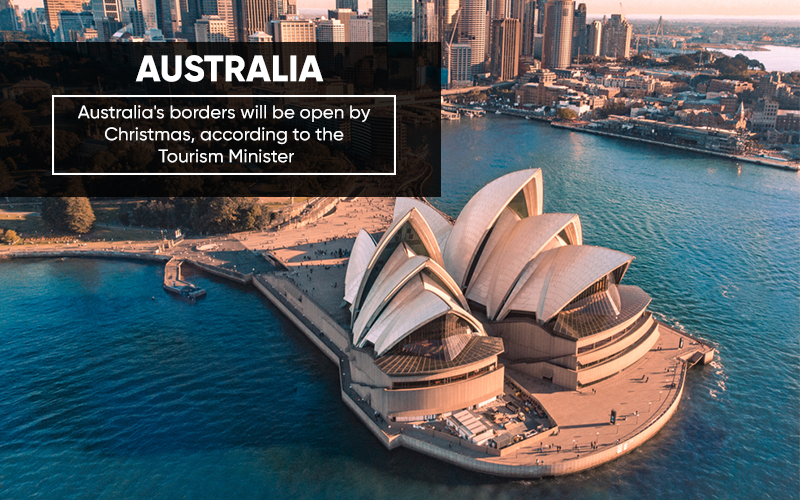 AUSTRALIA
Australia's borders will be open by
Christmas, according to the
Tourism Minister